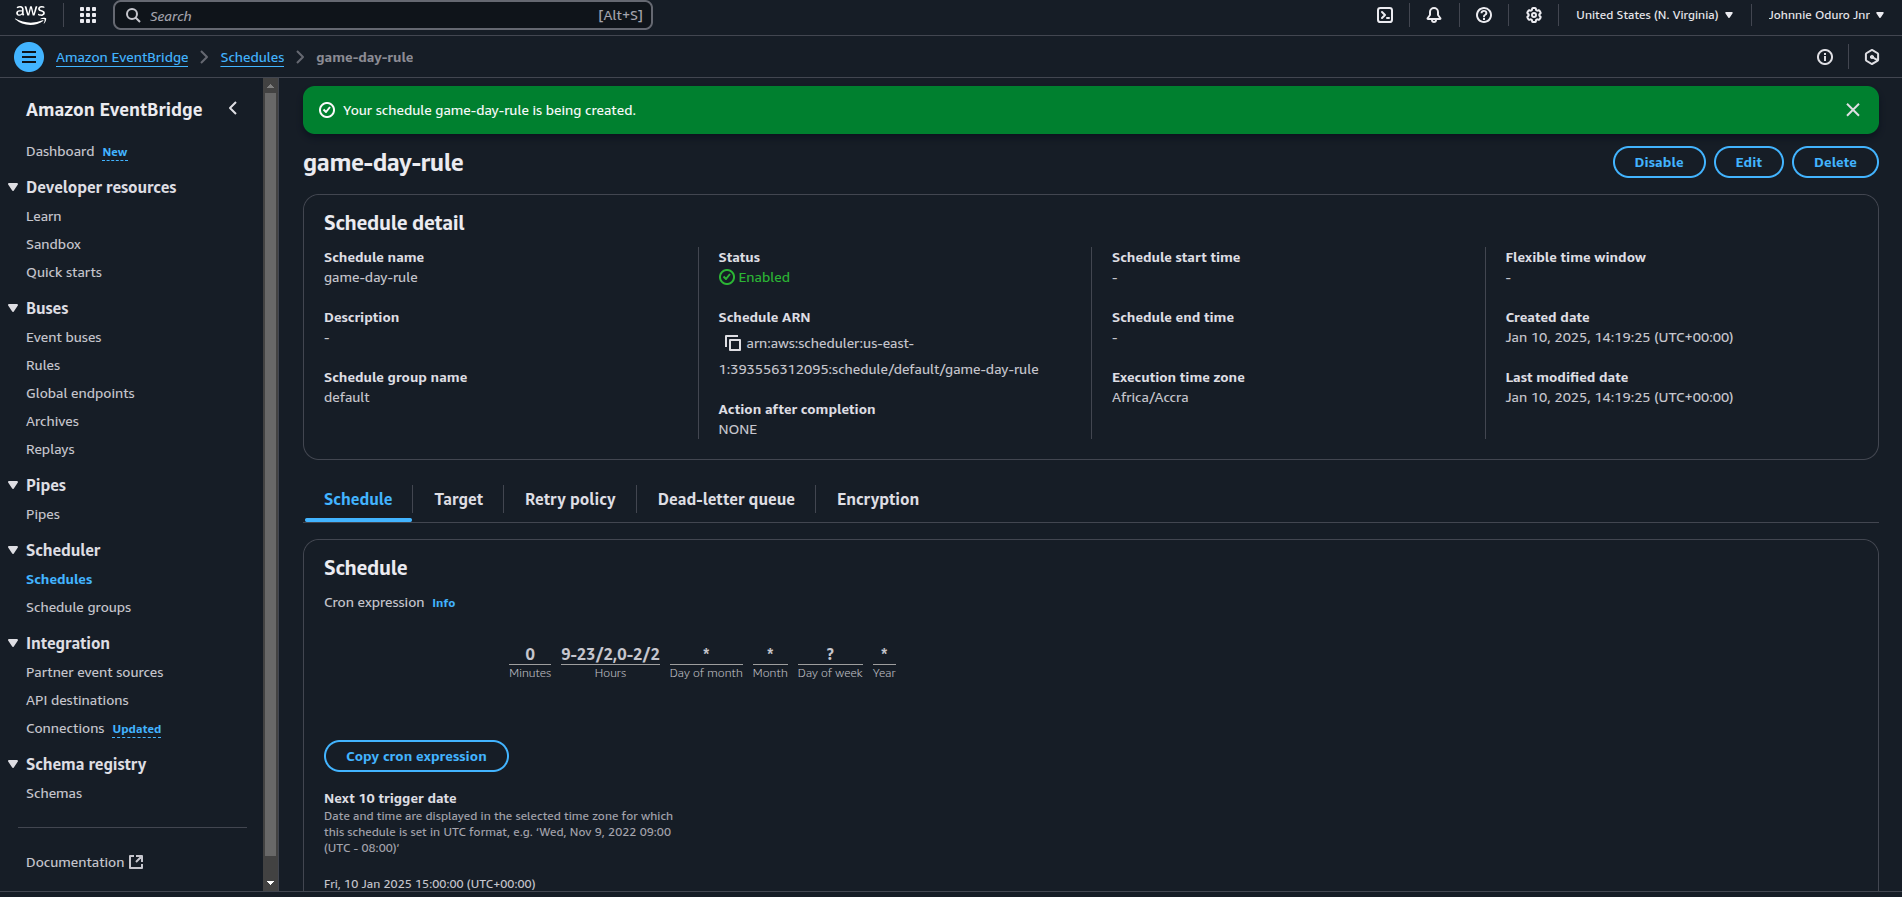 aws
Search
[Alt+S]
United States (N. Virginia)
Johnnie Oduro Jnr
Amazon EventBridge
Schedules
game-day-rule
Amazon EventBridge
Dashboard New
Developer resources
Learn
Sandbox
Quick starts
Buses
Event buses
Rules
Global endpoints
Archives
Replays
Pipes
Pipes
Scheduler
Schedules
Schedule groups
Integration
Partner event sources
API destinations
Connections Updated
Schema registry
Schemas
Documentation
Your schedule game-day-rule is being created.
game-day-rule
Disable
Edit
Delete
Schedule detail
Schedule name
game-day-rule
Description
-
Schedule group name
default
Status
Enabled
Schedule ARN
arn:aws:scheduler:us-east-
1:393556312095:schedule/default/game-day-rule
Action after completion
NONE
Schedule start time
-
Schedule end time
-
Execution time zone
Africa/Accra
Flexible time window
-
Created date
Jan 10, 2025, 14:19:25 (UTC+00:00)
Last modified date
Jan 10, 2025, 14:19:25 (UTC+00:00)
Schedule
Target
Retry policy
Dead-letter queue
Encryption
Schedule
Cron expression Info
0 9-23/2,0-2/2 * * ? *
Minutes Hours Day of month Month Day of week Year
Copy cron expression
Next 10 trigger date
Date and time are displayed in the selected time zone for which
this schedule is set in UTC format, e.g. ‘Wed, Nov 9, 2022 09:00
(UTC - 08:00)’
Fri, 10 Jan 2025 15:00:00 (UTC+00:00)